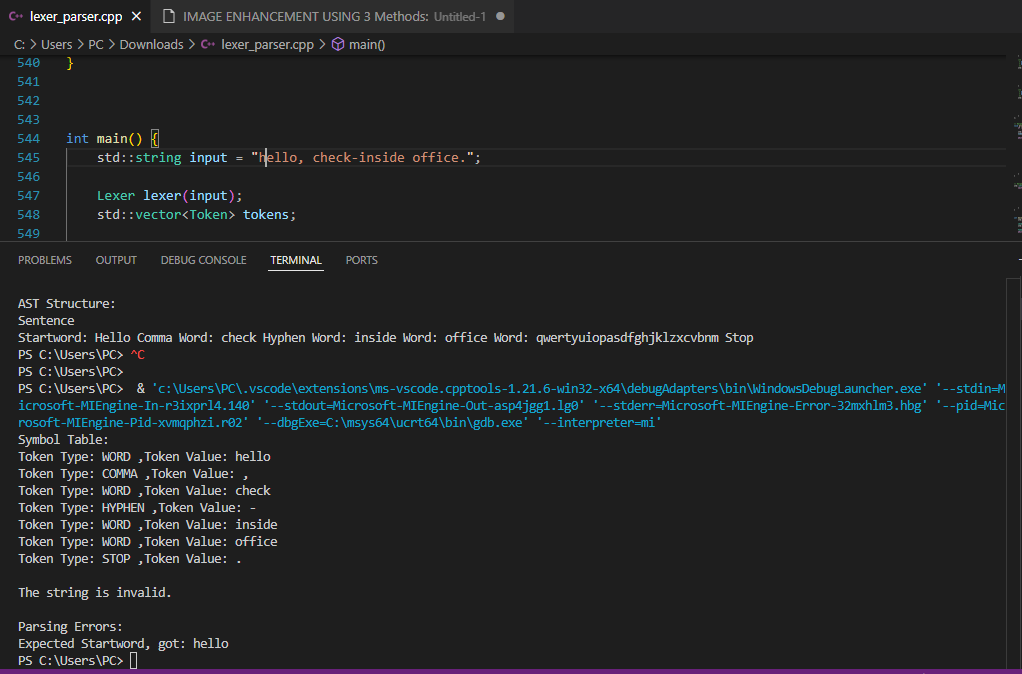 lexer_parser.cpp IMAGE ENHANCEMENT USING 3 Methods: Untitled-1
C: > Users > PC > Downloads > lexer_parser.cpp > main()
540 }
541
542
543
544 int main() {
545 std::string input = "hello, check-inside office.";
546
547 Lexer lexer(input);
548 std::vector<Token> tokens;
549
PROBLEMS OUTPUT DEBUG CONSOLE TERMINAL PORTS
AST Structure:
Sentence
Startword: Hello Comma Word: check Hyphen Word: inside Word: office Word: qwertyuiopasdfghjklzxcvbnm Stop
PS C:\Users\PC> ^C
PS C:\Users\PC>
PS C:\Users\PC> & 'c:\Users\PC\.vscode\extensions\ms-vscode.cpptools-1.21.6-win32-x64\debugAdapters\bin\WindowsDebugLauncher.exe' '--stdin=M
icrosoft-MIEngine-In-r3ixprl4.140' '--stdout=Microsoft-MIEngine-Out-asp4jgg1.lg0' '--stderr=Microsoft-MIEngine-Error-32mxhlm3.hbg' '--pid=Mic
rosoft-MIEngine-Pid-xvmqphzi.r02' '--dbgExe=C:\msys64\ucrt64\bin\gdb.exe' '--interpreter=mi'
Symbol Table:
Token Type: WORD ,Token Value: hello
Token Type: COMMA ,Token Value: ,
Token Type: WORD ,Token Value: check
Token Type: HYPHEN ,Token Value: -
Token Type: WORD ,Token Value: inside
Token Type: WORD ,Token Value: office
Token Type: STOP ,Token Value: .
The string is invalid.
Parsing Errors:
Expected Startword, got: hello
PS C:\Users\PC>